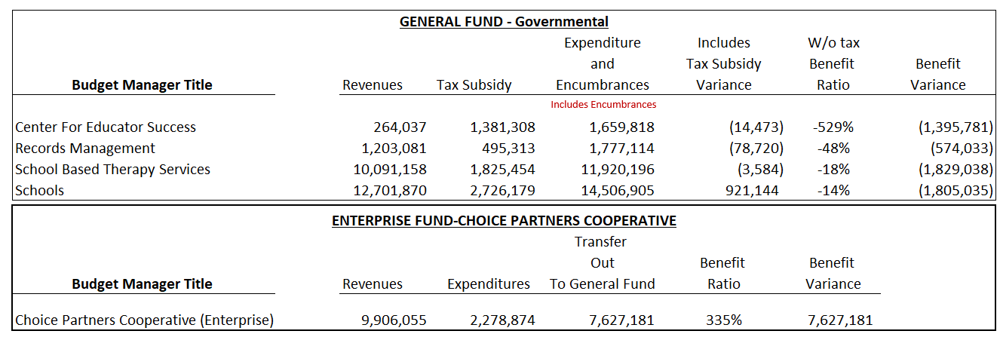 GENERAL FUND - Governmental
Expenditure Includes W/o tax
and Tax Subsidy Benefit Benefit
Budget Manager Title Revenues Tax Subsidy Encumbrances Variance Ratio Variance
Includes Encumbrances
Center For Educator Success 264,037 1,381,308 1,659,818 (14,473) -529% (1,395,781)
Records Management 1,203,081 495,313 1,777,114 (78,720) -48% (574,033)
School Based Therapy Services 10,091,158 1,825,454 11,920,196 (3,584) -18% (1,829,038)
Schools 12,701,870 2,726,179 14,506,905 921,144 -14% (1,805,035)
ENTERPRISE FUND-CHOICE PARTNERS COOPERATIVE
Transfer
Out Benefit Benefit
Budget Manager Title Revenues Expenditures To General Fund Ratio Variance
Choice Partners Cooperative (Enterprise) 9,906,055 2,278,874 7,627,181 335% 7,627,181